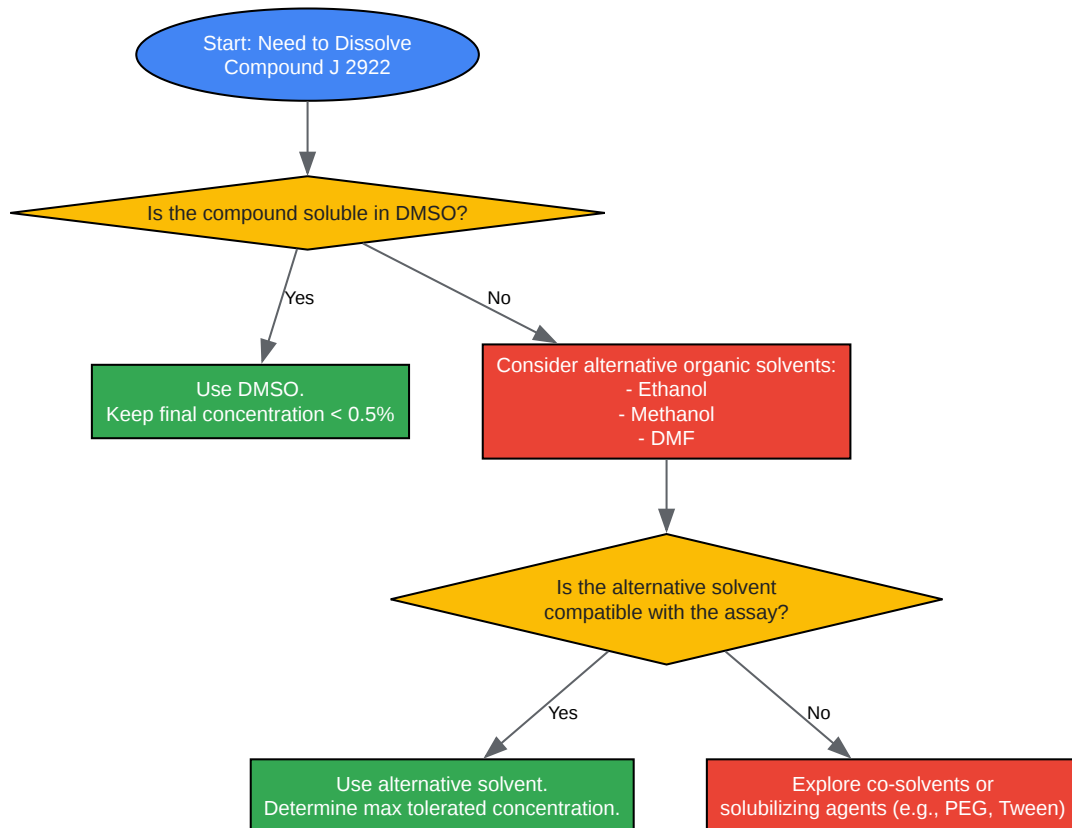 Start: Need to Dissolve
Compound J 2922
Is the compound soluble in DMSO?
Yes
No
Use DMSO.
Keep final concentration < 0.5%
Consider alternative organic solvents:
- Ethanol
- Methanol
- DMF
Is the alternative solvent
compatible with the assay?
Yes
No
Use alternative solvent.
Determine max tolerated concentration.
Explore co-solvents or
solubilizing agents (e.g., PEG, Tween)